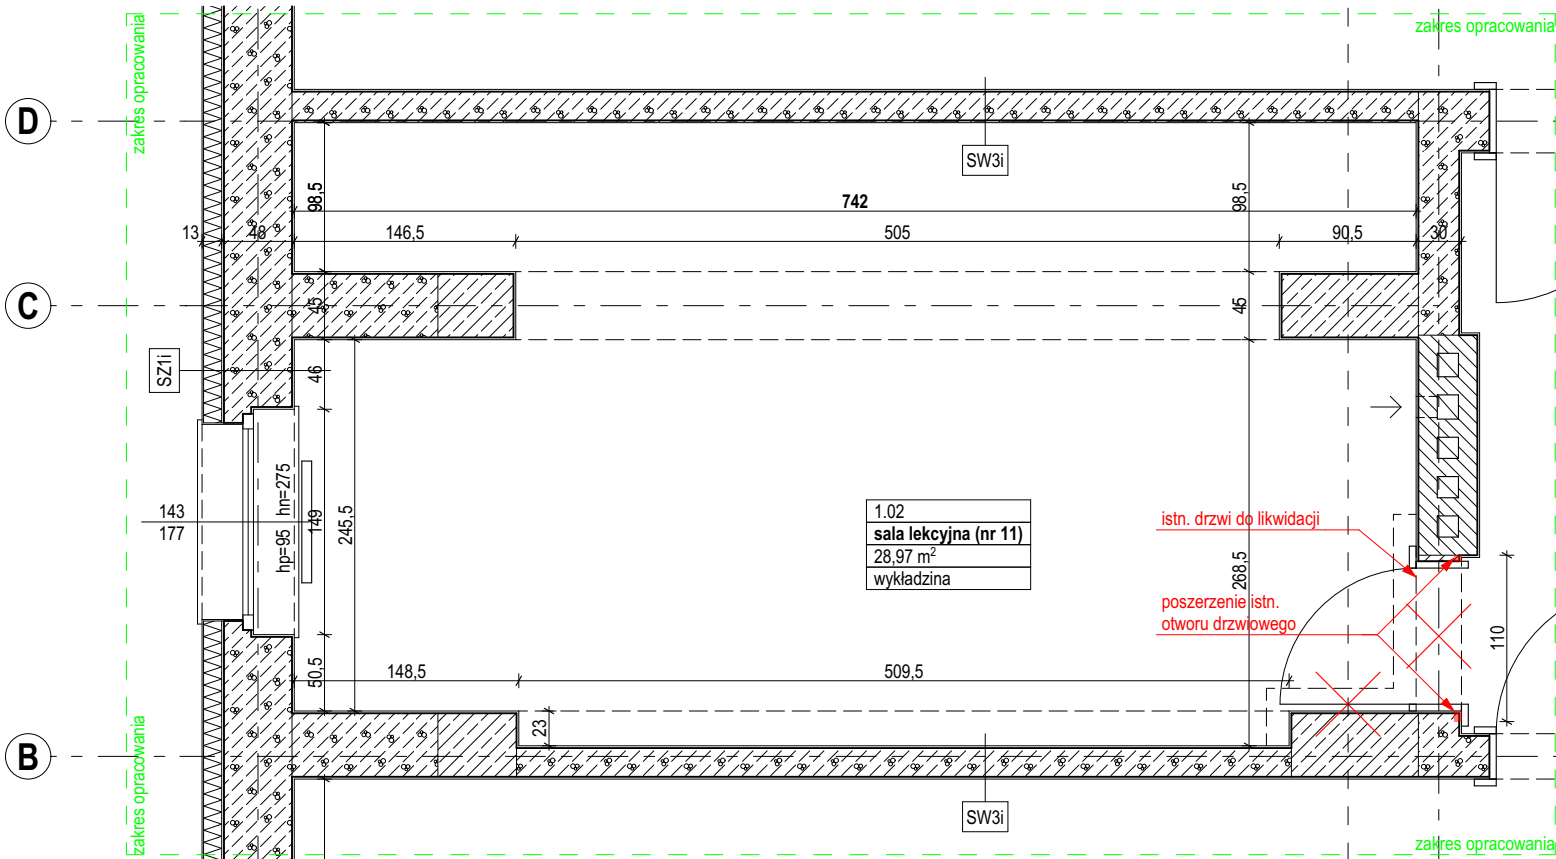 zakres opracowania
zakres opracowania
D
SW3i
98,5
98,5
742
13
48
146,5
505
90,5
30
C
45
45
SZ1i
46
143
177
hp=95 hn=275
149
245,5
1.02
sala lekcyjna (nr 11)
28,97 m²
wykładzina
istn. drzwi do likwidacji
268,5
poszerzenie istn.
otworu drzwiowego
110
50,5
148,5
509,5
23
B
zakres opracowania
SW3i
zakres opracowania